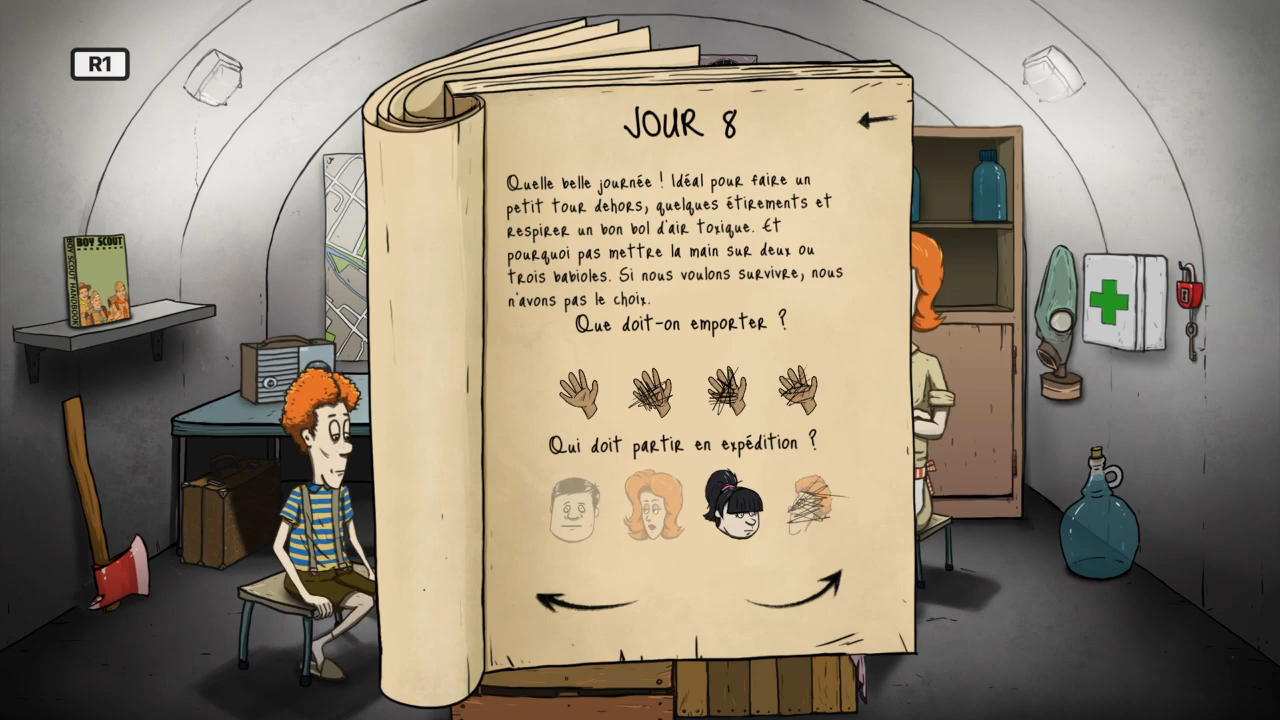 R1
JOUR 8
Quelle belle journée ! Idéal pour faire un
petit tour dehors, quelques étirements et
respirer un bon bol d'air toxique. Et
pourquoi pas mettre la main sur deux ou
trois babioles. Si nous voulons survivre, nous
n'avons pas le choix.
Que doit-on emporter ?
Qui doit partir en expédition ?
BOY SCOUT
BOY SCOUT HANDBOOK